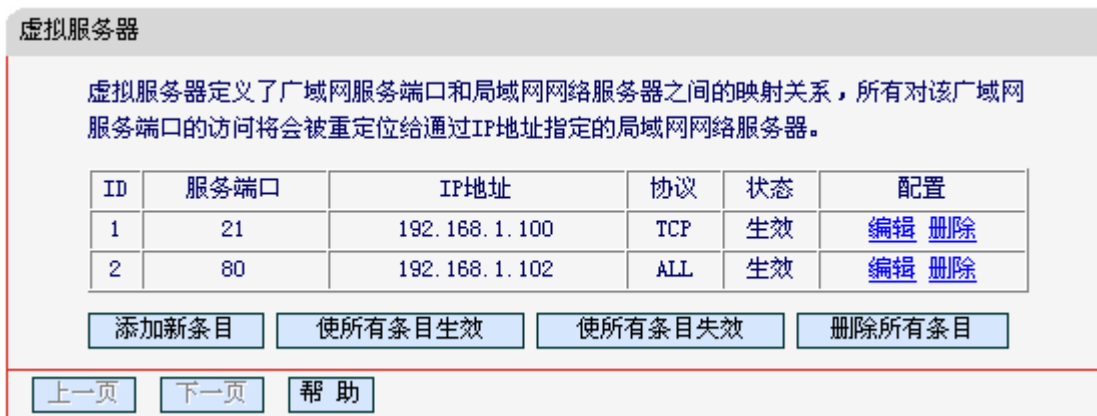 虚拟服务器
虚拟服务器定义了广域网服务端口和局域网网络服务器之间的映射关系，所有对该广域网
服务端口的访问将会被重定位给通过IP地址指定的局域网网络服务器。
ID 服务端口 IP地址 协议 状态 配置
1 21 192.168.1.100 TCP 生效 编辑 删除
2 80 192.168.1.102 ALL 生效 编辑 删除
添加新条目 使所有条目生效 使所有条目失效 删除所有条目
上一页 下一页 帮 助